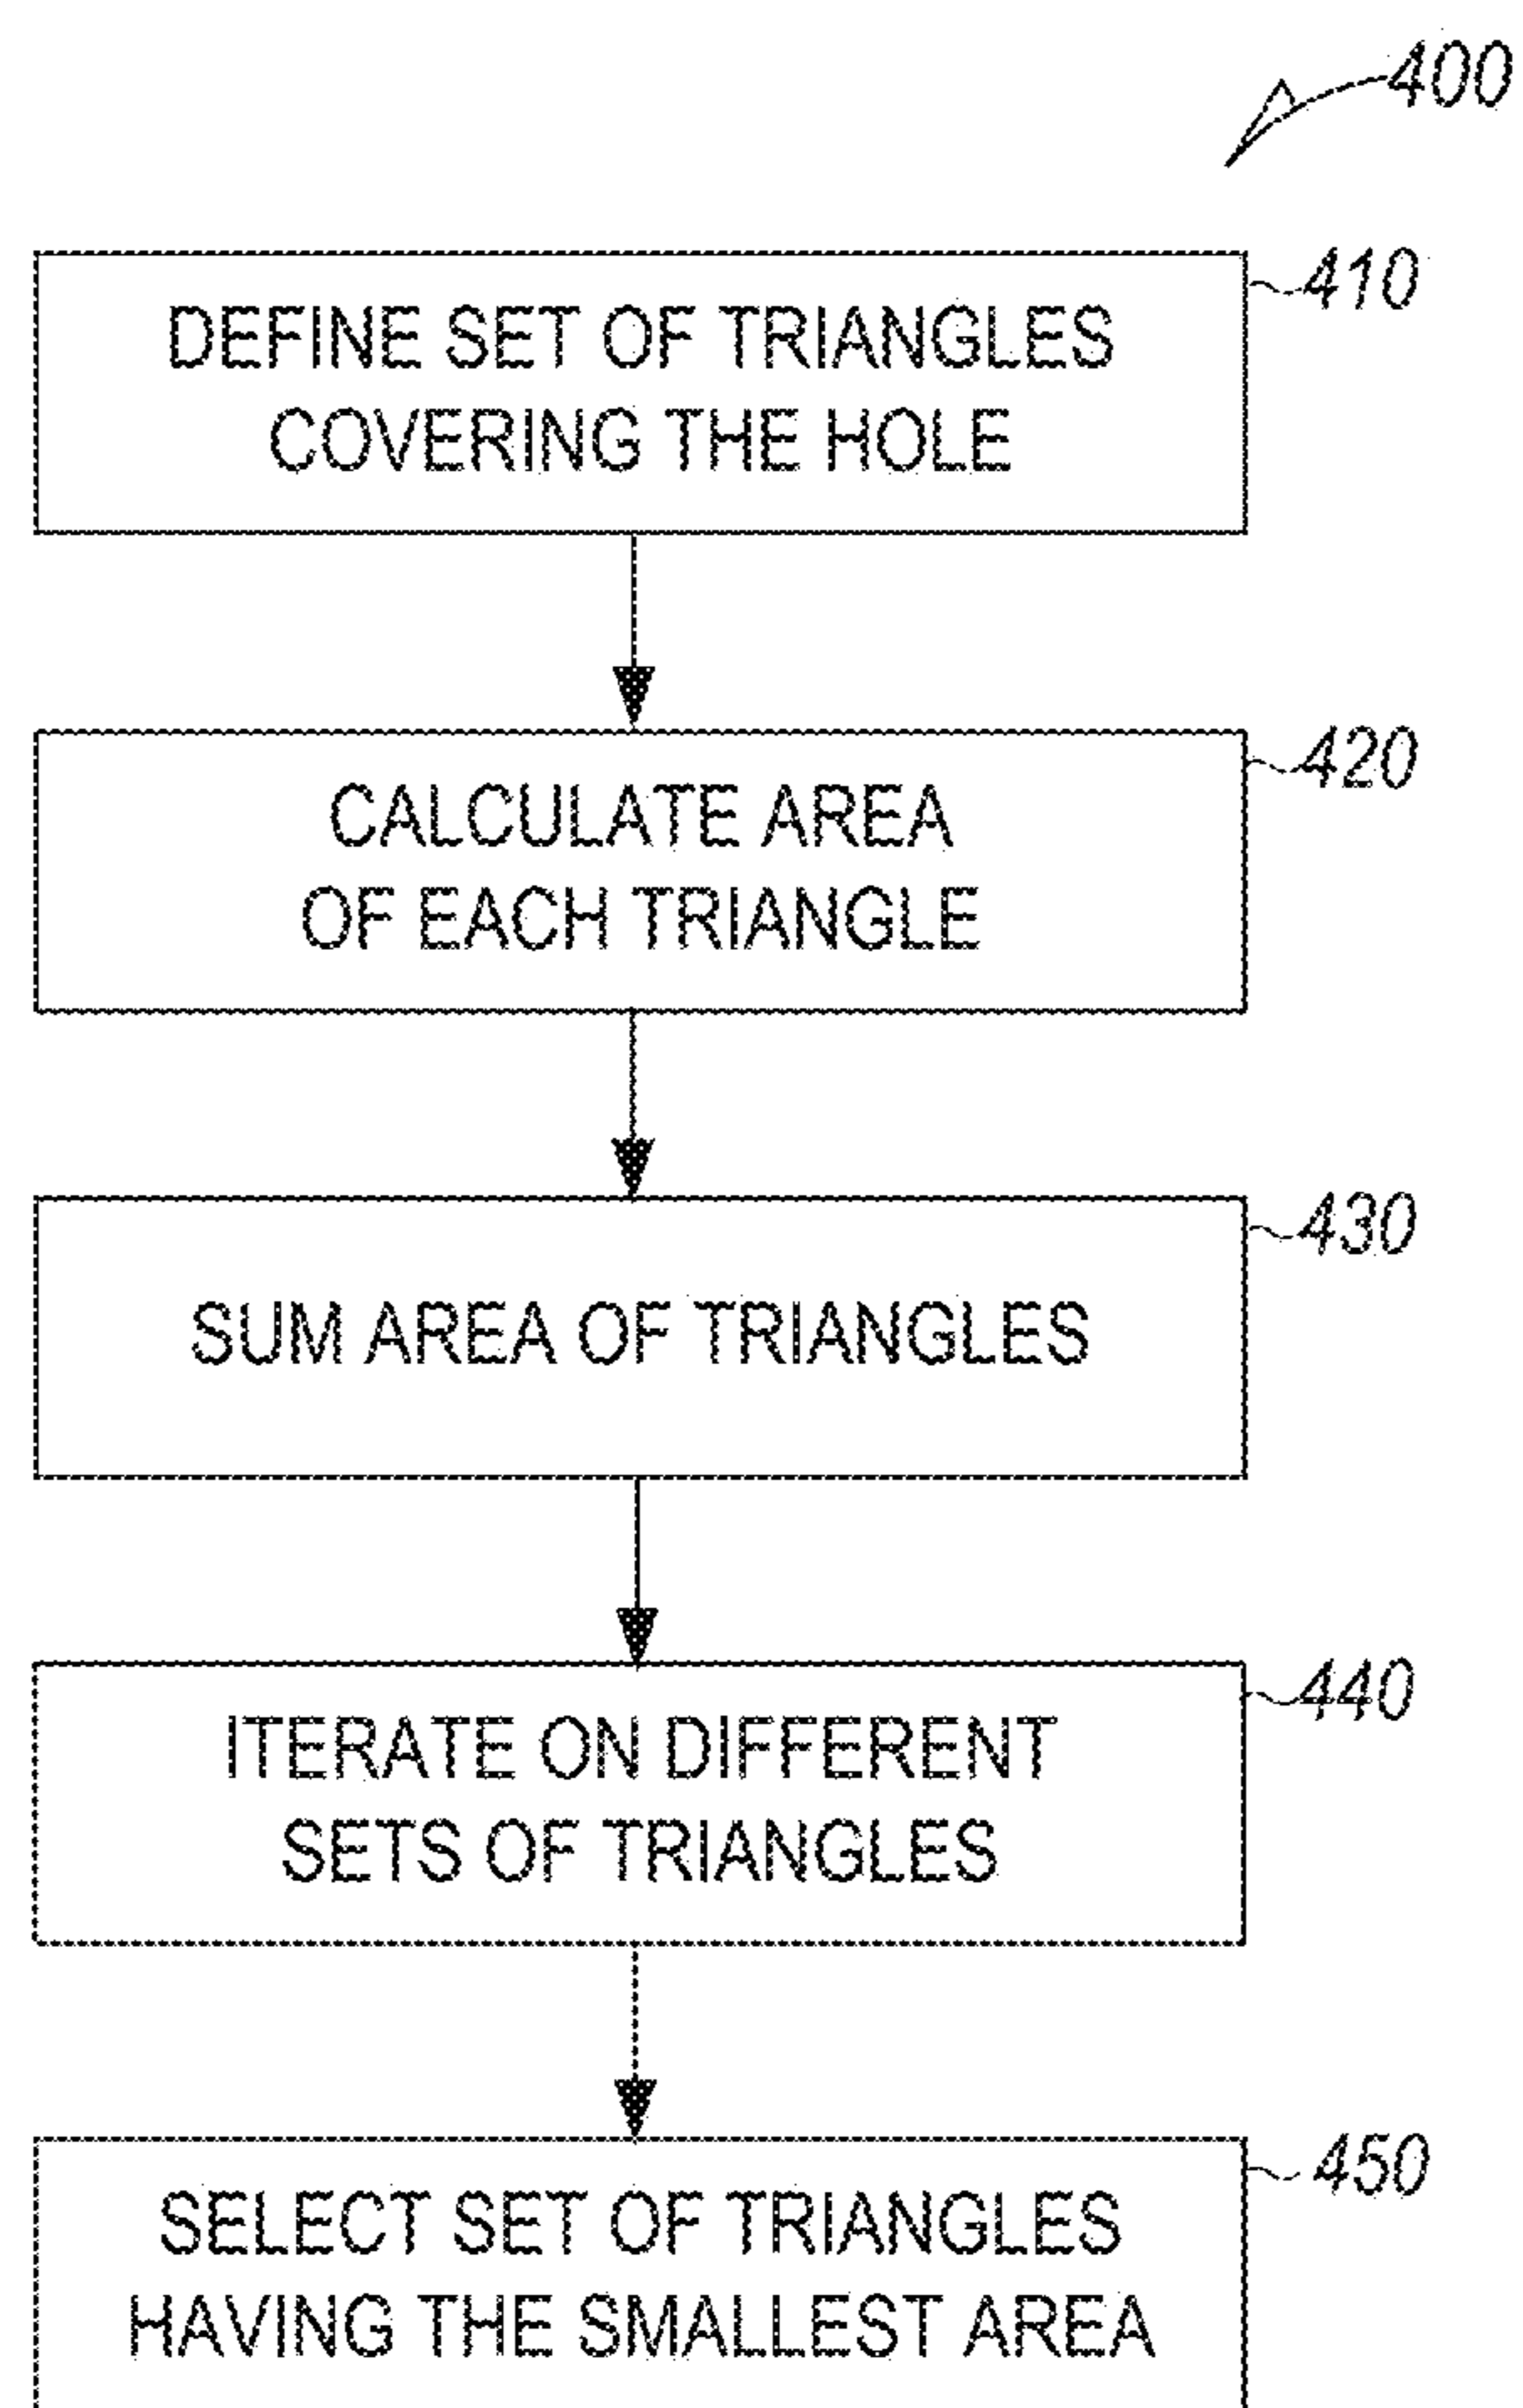 400
DEFINE SET OF TRIANGLES
COVERING THE HOLE
410
CALCULATE AREA
OF EACH TRIANGLE
420
SUM AREA OF TRIANGLES
430
ITERATE ON DIFFERENT
SETS OF TRIANGLES
440
SELECT SET OF TRIANGLES
HAVING THE SMALLEST AREA
450